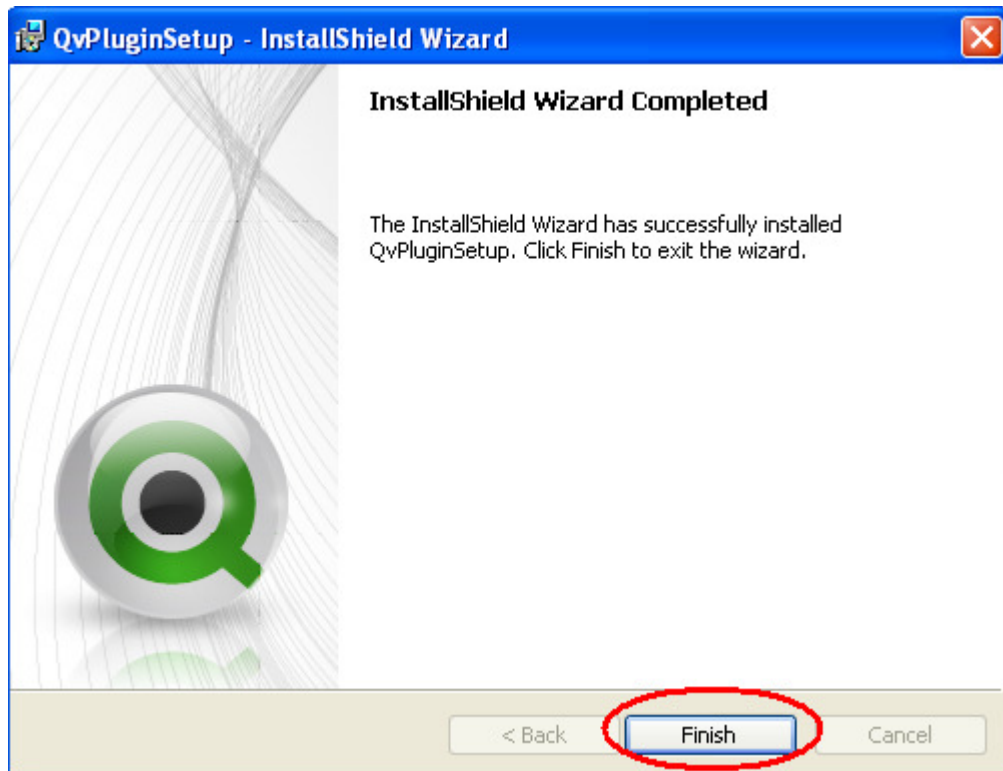 QvPluginSetup - InstallShield Wizard
InstallShield Wizard Completed
The InstallShield Wizard has successfully installed
QvPluginSetup. Click Finish to exit the wizard.
< Back
Finish
Cancel